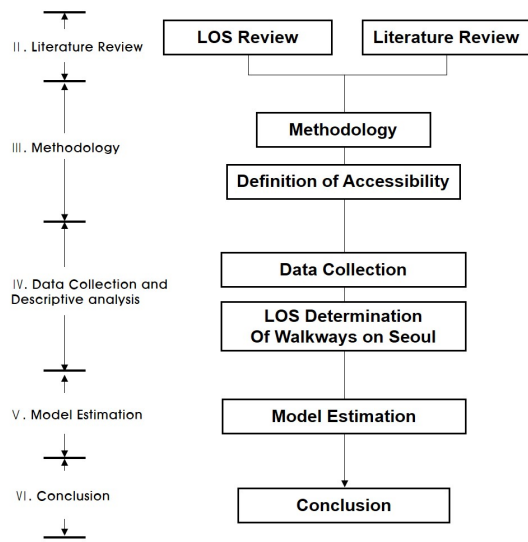 LOS Review
Literature Review
Ⅱ. Literature Review
Methodology
Ⅲ. Methodology
Definition of Accessibility
Data Collection
Ⅳ. Data Collection and
Descriptive analysis
LOS Determination
Of Walkways on Seoul
Ⅴ. Model Estimation
Model Estimation
Ⅵ. Conclusion
Conclusion